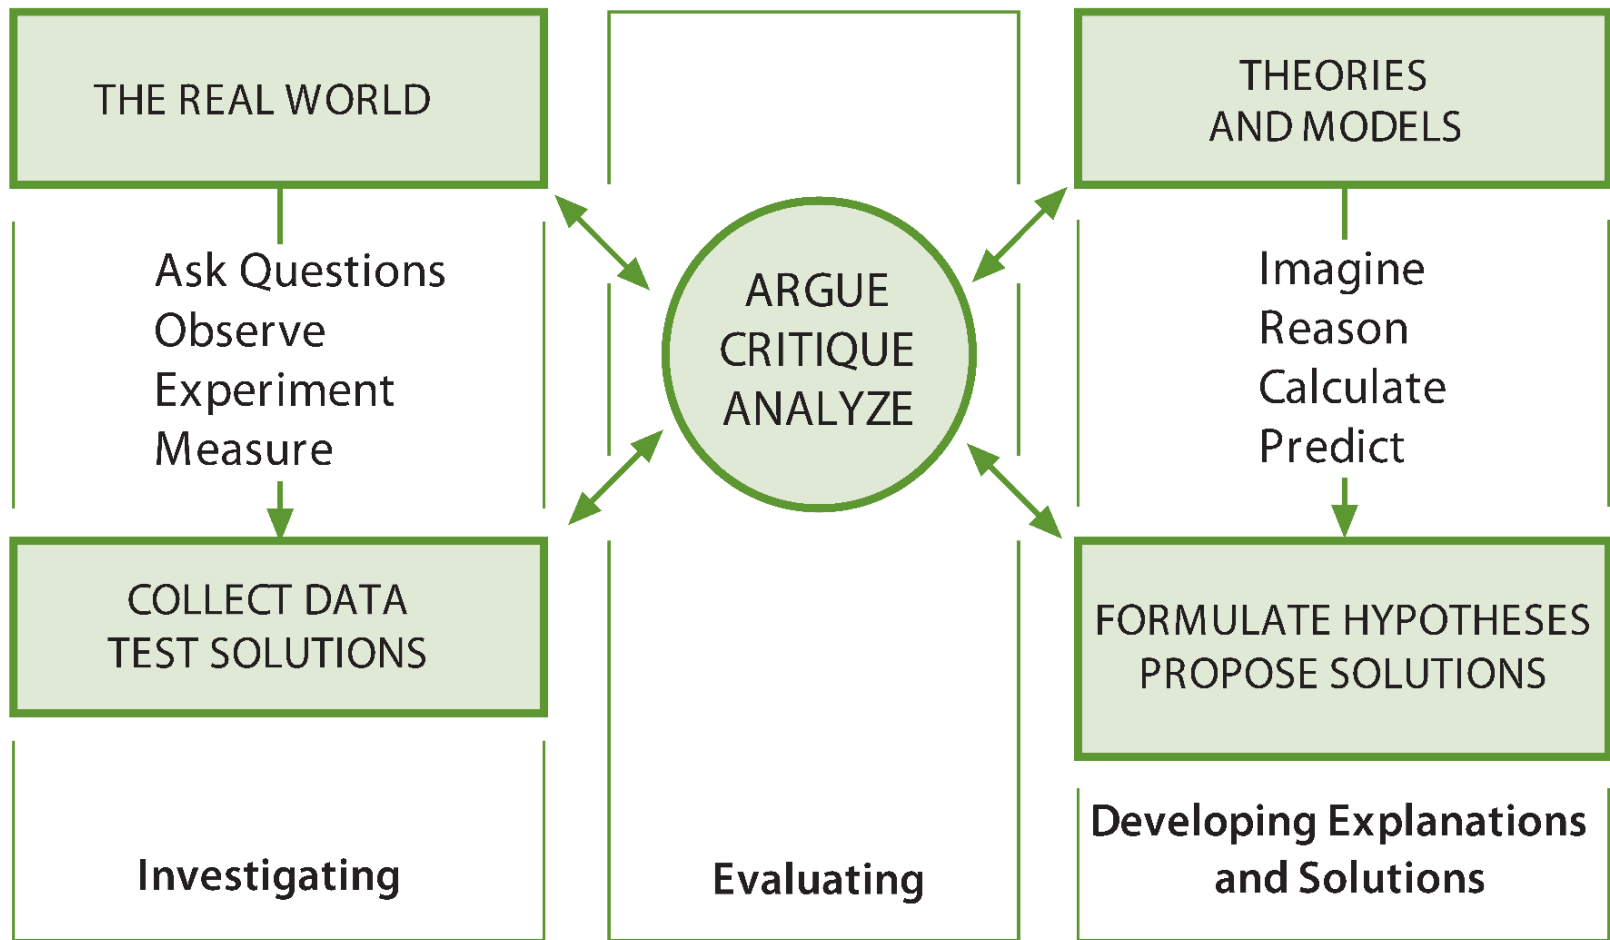 THE REAL WORLD
Ask Questions
Observe
Experiment
Measure
COLLECT DATA
TEST SOLUTIONS
Investigating
ARGUE
CRITIQUE
ANALYZE
Evaluating
THEORIES
AND MODELS
Imagine
Reason
Calculate
Predict
FORMULATE HYPOTHESES
PROPOSE SOLUTIONS
Developing Explanations
and Solutions